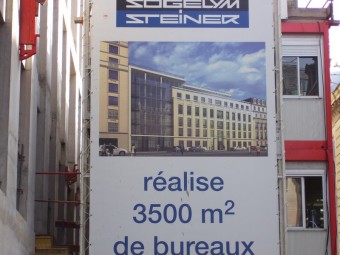 SOGELYM
STEINER
réalise
3500 m²
de bureaux